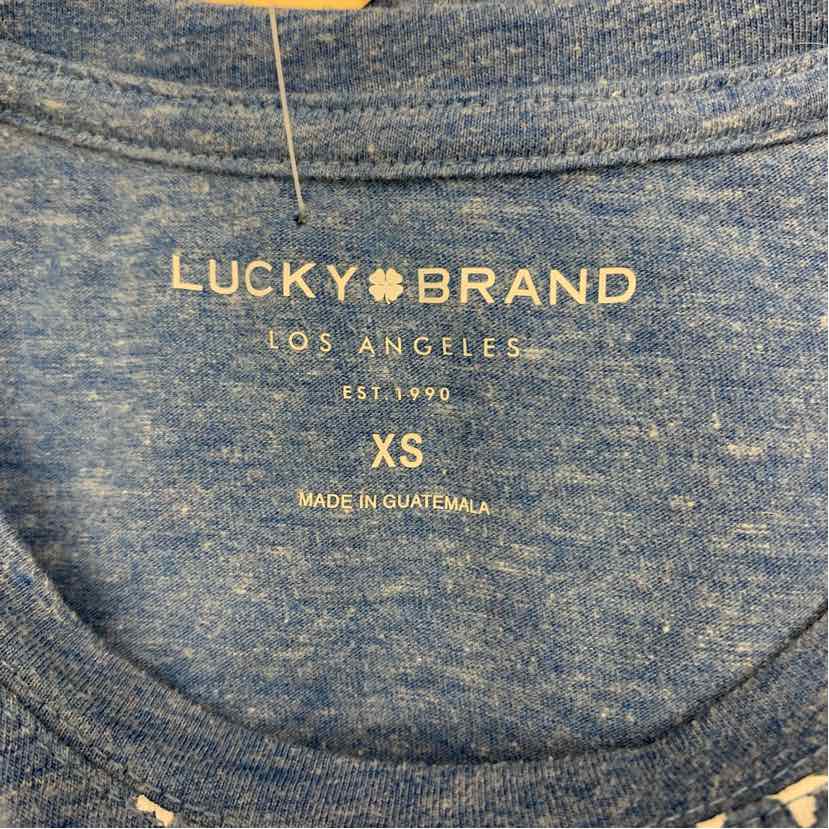 LUCKY BRAND
LOS ANGELES
EST. 1990
XS
MADE IN GUATEMALA